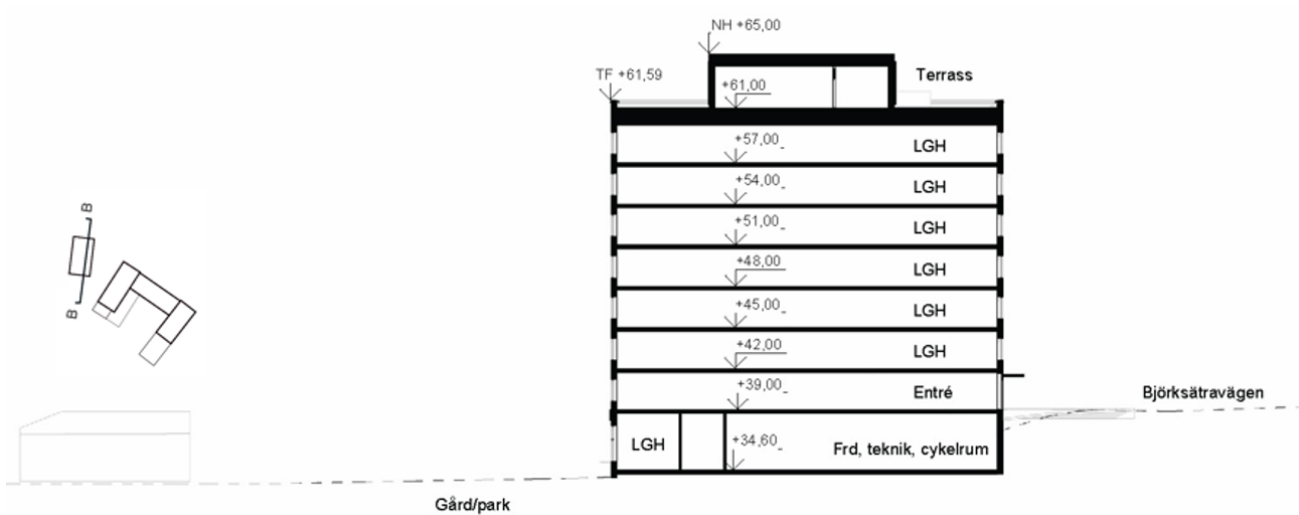 NH +65,00
TF +61,59
Terrass
+61,00
+57,00
LGH
+54,00
LGH
+51,00
LGH
B
+48,00
LGH
+45,00
LGH
B
+42,00
LGH
+39,00
Entré
Björksätravägen
LGH
+34,60
Frd, teknik, cykelrum
Gård/park